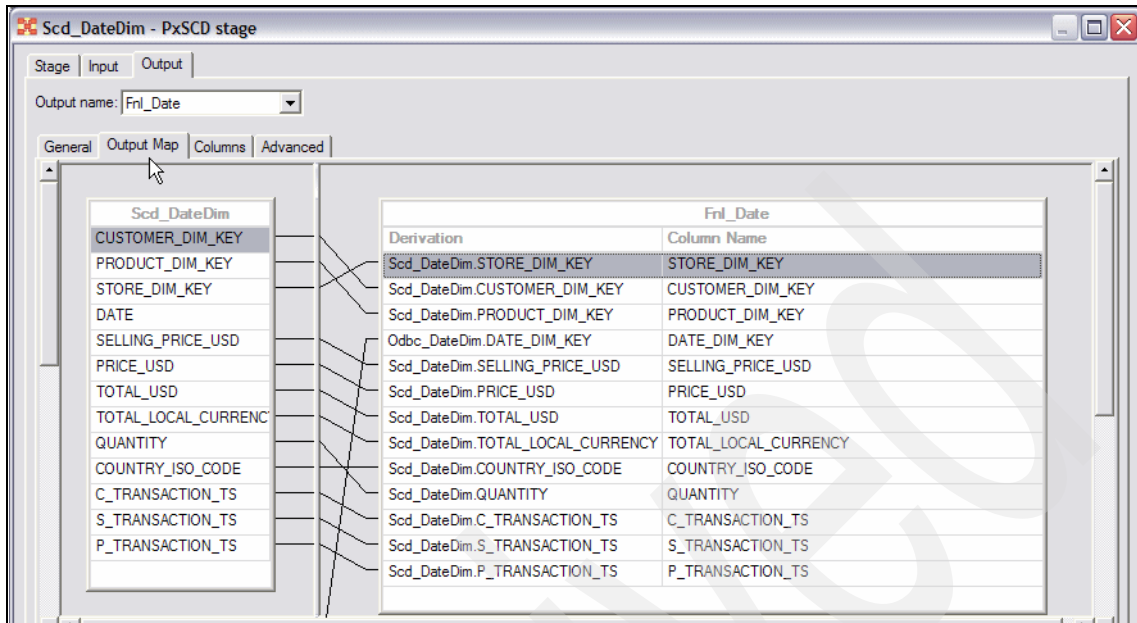 Scd_DateDim - PxSCD stage
Stage Input Output
Output name: Fnl_Date
General Output Map Columns Advanced
Scd_DateDim
CUSTOMER_DIM_KEY
PRODUCT_DIM_KEY
STORE_DIM_KEY
DATE
SELLING_PRICE_USD
PRICE_USD
TOTAL_USD
TOTAL_LOCAL_CURRENC
QUANTITY
COUNTRY_ISO_CODE
C_TRANSACTION_TS
S_TRANSACTION_TS
P_TRANSACTION_TS
Fnl_Date
Derivation Column Name
Scd_DateDim.STORE_DIM_KEY STORE_DIM_KEY
Scd_DateDim.CUSTOMER_DIM_KEY CUSTOMER_DIM_KEY
Scd_DateDim.PRODUCT_DIM_KEY PRODUCT_DIM_KEY
Odbc_DateDim.DATE_DIM_KEY DATE_DIM_KEY
Scd_DateDim.SELLING_PRICE_USD SELLING_PRICE_USD
Scd_DateDim.PRICE_USD PRICE_USD
Scd_DateDim.TOTAL_USD TOTAL_USD
Scd_DateDim.TOTAL_LOCAL_CURRENCY TOTAL_LOCAL_CURRENCY
Scd_DateDim.COUNTRY_ISO_CODE COUNTRY_ISO_CODE
Scd_DateDim.QUANTITY QUANTITY
Scd_DateDim.C_TRANSACTION_TS C_TRANSACTION_TS
Scd_DateDim.S_TRANSACTION_TS S_TRANSACTION_TS
Scd_DateDim.P_TRANSACTION_TS P_TRANSACTION_TS